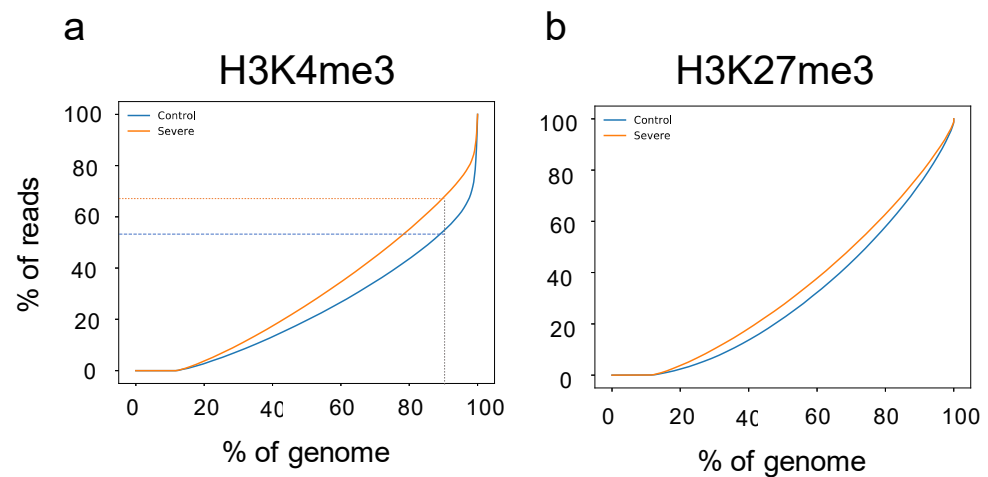 a
H3K4me3
Control
Severe
100
80
60
40
20
0
% of reads
0 20 40 60 80 100
% of genome
b
H3K27me3
Control
Severe
100
80
60
40
20
0
0 20 40 60 80 100
% of genome